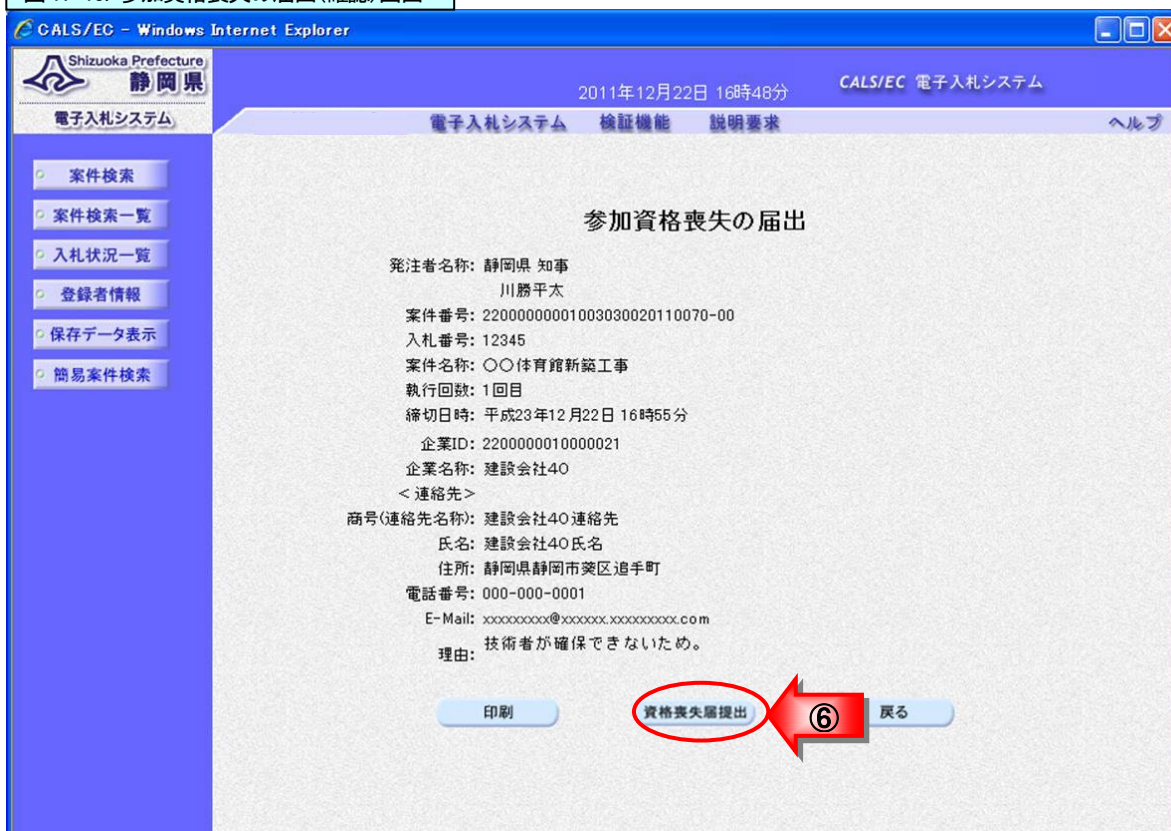 CALS/EC - Windows Internet Explorer
Shizuoka Prefecture
静岡県
電子入札システム
2011年12月22日 16時48分
CALS/EC 電子入札システム
電子入札システム 検証機能 説明要求 ヘルプ
案件検索
案件検索一覧
入札状況一覧
登録者情報
保存データ表示
簡易案件検索
参加資格喪失の届出
発注者名称: 静岡県 知事
川勝平太
案件番号: 2200000000100303002011​0070-00
入札番号: 12345
案件名称: 〇〇体育館新築工事
執行回数: 1回目
締切日時: 平成23年12月22日 16時55分
企業ID: 2200000010000021
企業名称: 建設会社40
<連絡先>
商号(連絡先名称): 建設会社40連絡先
氏名: 建設会社40氏名
住所: 静岡県静岡市葵区追手町
電話番号: 000-000-0001
E-Mail: xxxxxxxxx@xxxxxx.xxxxxxxxx.com
理由: 技術者が確保できないため。
印刷 資格喪失届提出 ⑥ 戻る